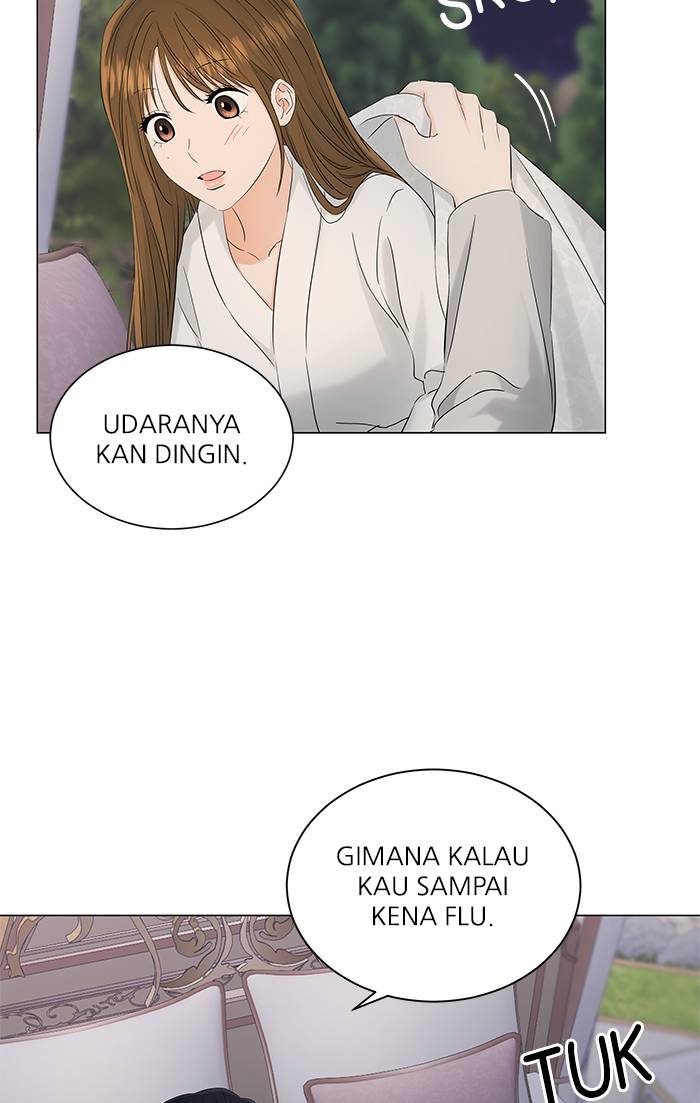 UDARANYA
KAN DINGIN.
GIMANA KALAU
KAU SAMPAI
KENA FLU.
TUK